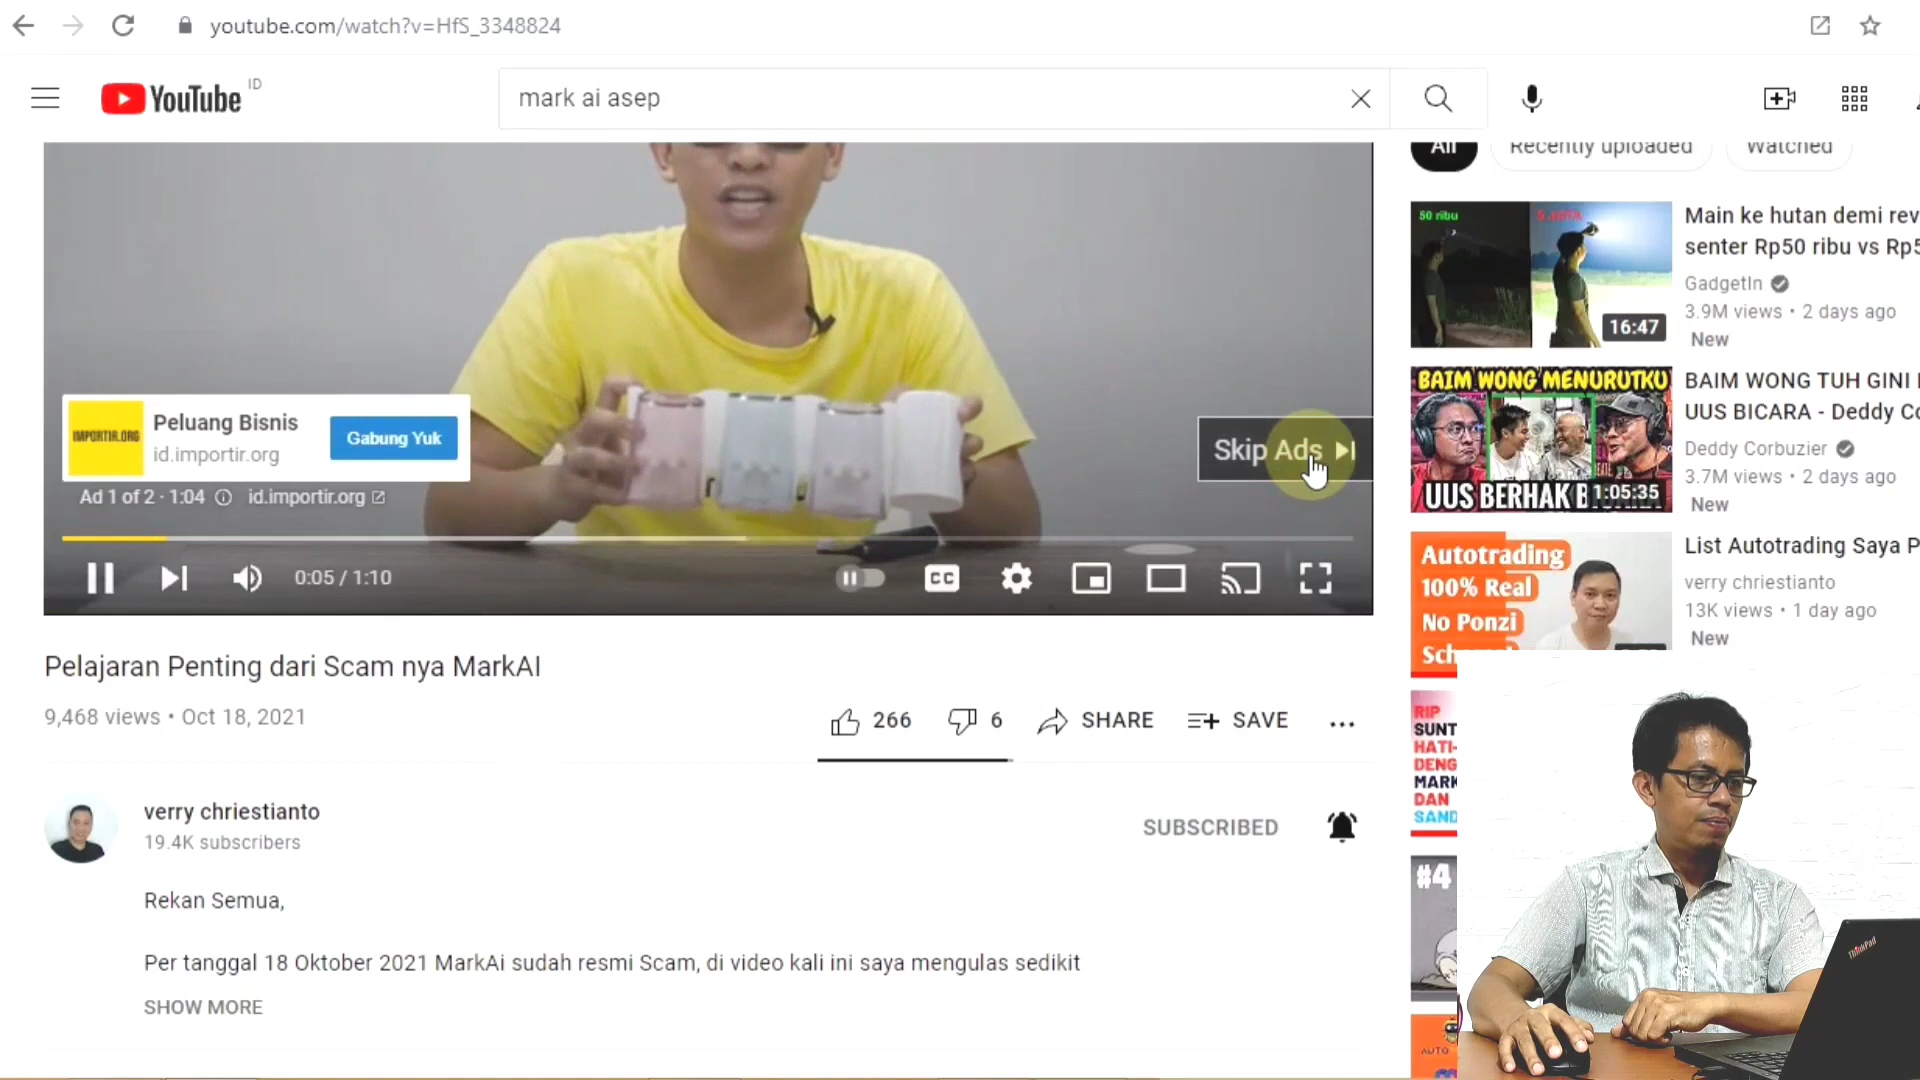 youtube.com/watch?v=HfS_3348824
YouTube ID
mark ai asep
All Recently uploaded Watched
50 ribu
16:47
Main ke hutan demi rev
senter Rp50 ribu vs Rp5
GadgetIn
3.9M views • 2 days ago
New
BAIM WONG MENURUTKU
UUS BERHAK B
1:05:35
BAIM WONG TUH GINI
UUS BICARA - Deddy Co
Deddy Corbuzier
3.7M views • 2 days ago
New
Autotrading
100% Real
No Ponzi
Sch
List Autotrading Saya P
verry chriestianto
13K views • 1 day ago
New
RIP
SUNT
HATI-
DENG
MARK
DAN
SAND
#4
AUTO
IMPORTIR.ORG
Peluang Bisnis
id.importir.org
Gabung Yuk
Skip Ads
Ad 1 of 2 · 1:04 id.importir.org
0:05 / 1:10
CC
Pelajaran Penting dari Scam nya MarkAI
9,468 views • Oct 18, 2021
266 6 SHARE SAVE
verry chriestianto
19.4K subscribers
SUBSCRIBED
Rekan Semua,
Per tanggal 18 Oktober 2021 MarkAi sudah resmi Scam, di video kali ini saya mengulas sedikit
SHOW MORE
ThinkPad